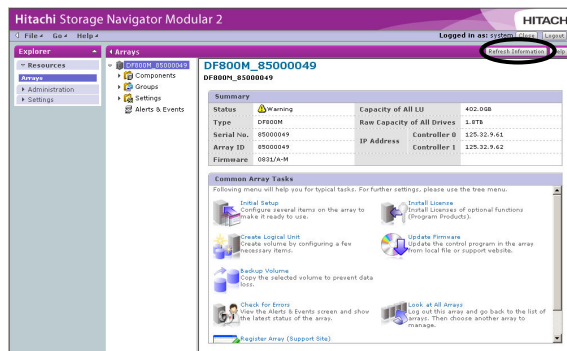 Hitachi Storage Navigator Modular 2
HITACH
File Go Help
Logged in as: system Close Logout
Explorer
Arrays
Refresh Information Help
Resources
Arrays
Administration
Settings
DF800M_85000049
Components
Groups
Settings
Alerts & Events
DF800M_85000049
DF800M_85000049
Summary
Status Warning Capacity of All LU 402.0GB
Type DF800M Raw Capacity of All Drives 1.8TB
Serial No. 85000049 IP Address Controller 0 125.32.9.61
Array ID 85000049 Controller 1 125.32.9.62
Firmware 0831/A-M
Common Array Tasks
Following menu will help you for typical tasks. For further settings, please use the tree menu.
Initial Setup
Configure several items on the array to
make it ready to use.
Install License
Install Licenses of optional functions
(Program Products).
Create Logical Unit
Create volume by configuring a few
necessary items.
Update Firmware
Update the control program in the array
from local file or support website.
Backup Volume
Copy the selected volume to prevent data
loss.
Check for Errors
View the Alerts & Events screen and show
the latest status of the array.
Look at All Arrays
Log out this array and go back to the list of
arrays. Then choose another array to
manage.
Register Array (Support Site)